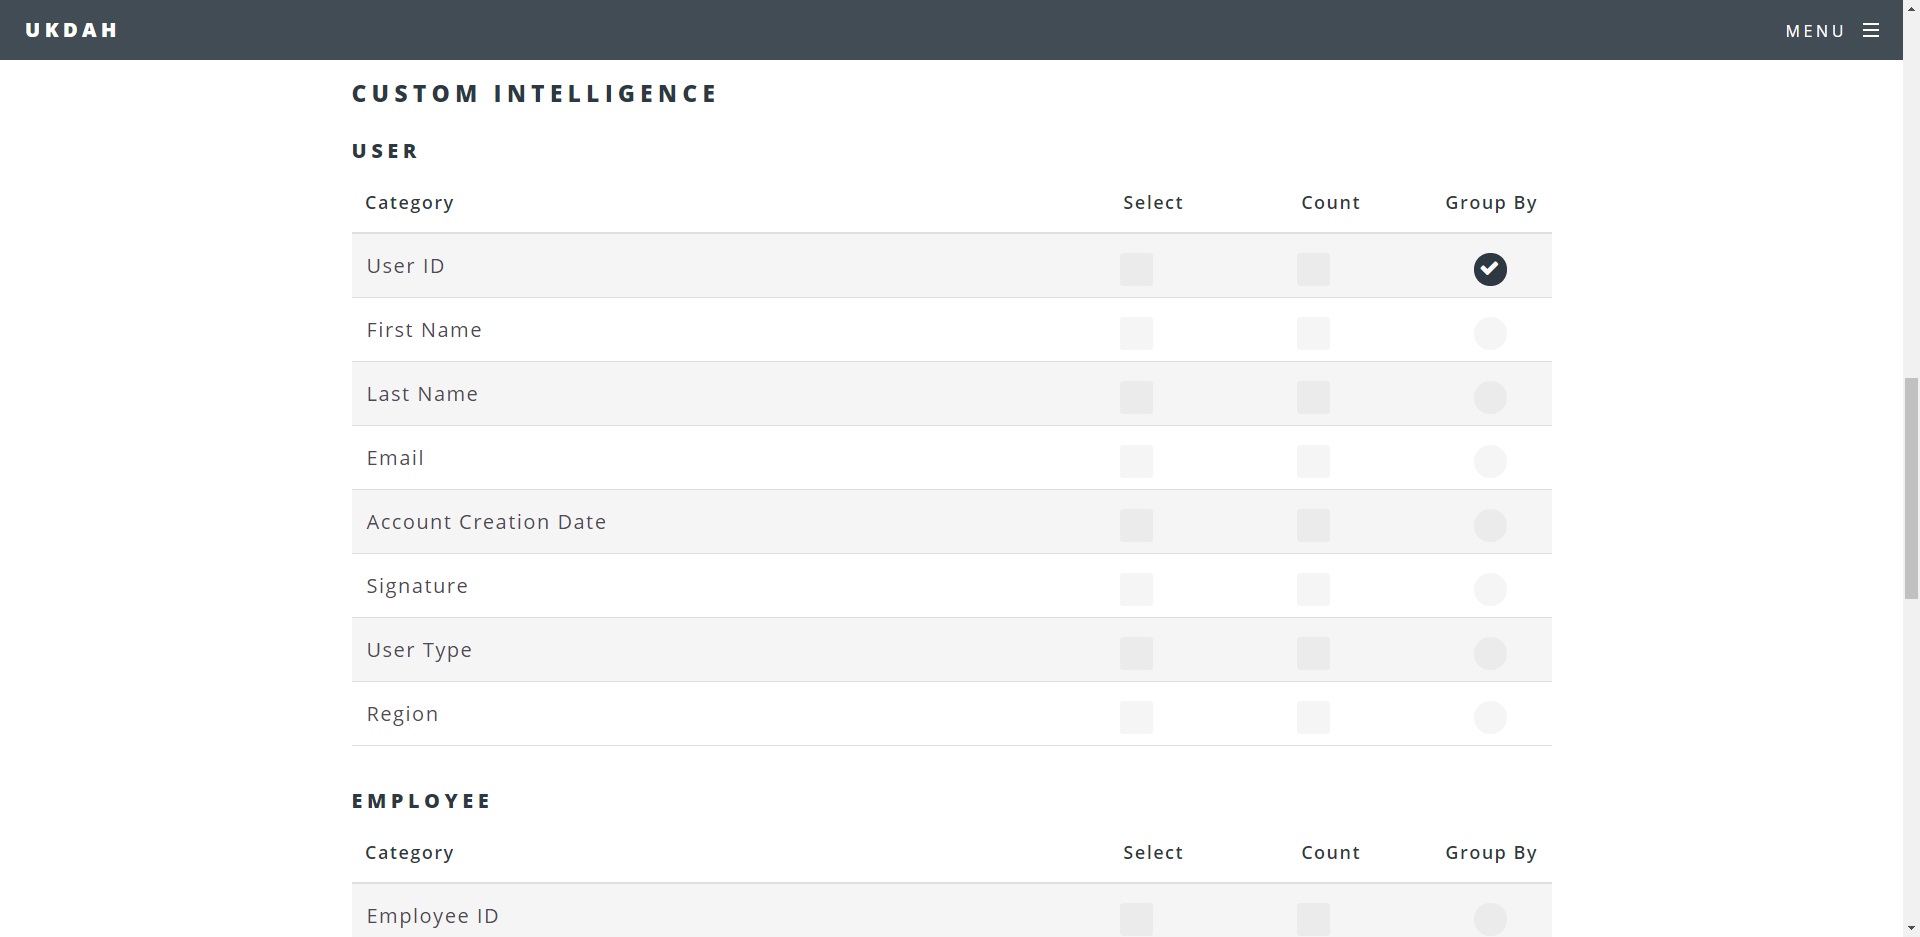 UKDAH MENU
CUSTOM INTELLIGENCE
USER
Category Select Count Group By
User ID
First Name
Last Name
Email
Account Creation Date
Signature
User Type
Region
EMPLOYEE
Category Select Count Group By
Employee ID